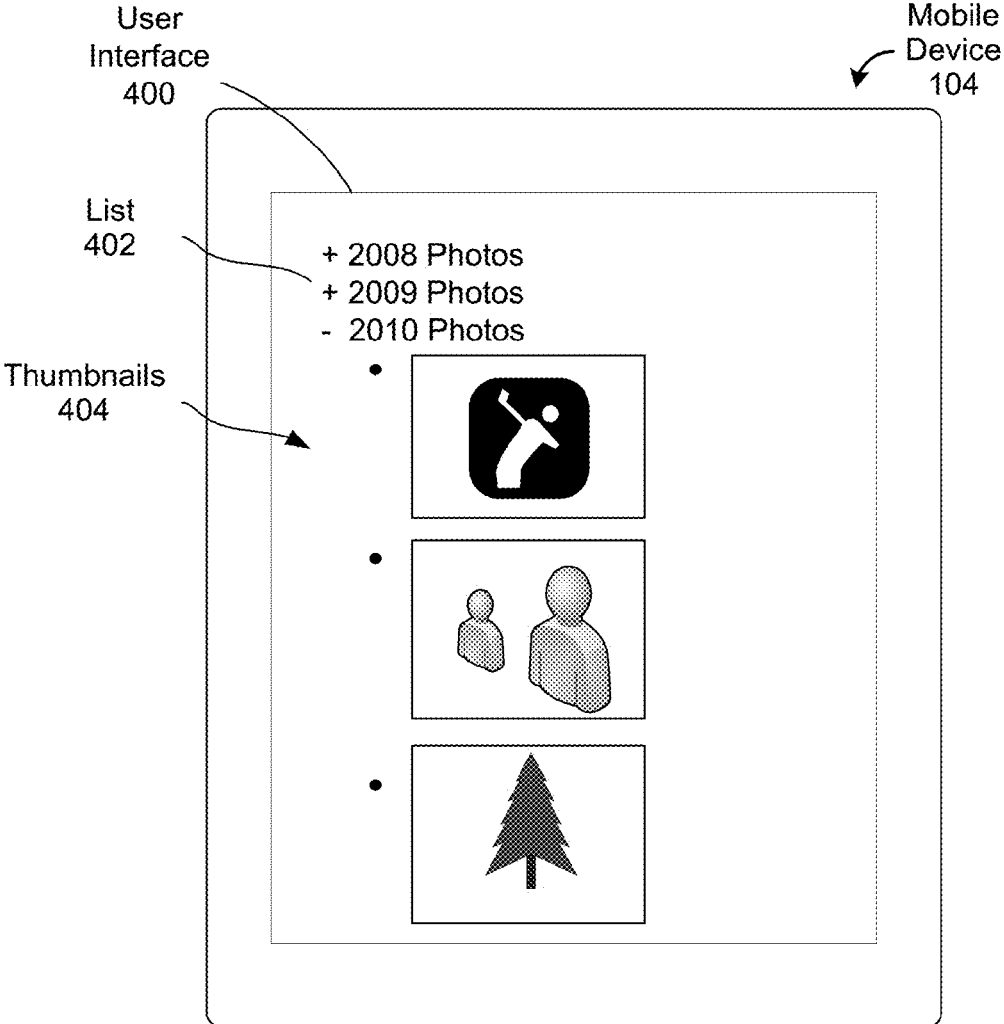 User
Interface
400
Mobile
Device
104
List
402
+ 2008 Photos
+ 2009 Photos
- 2010 Photos
Thumbnails
404